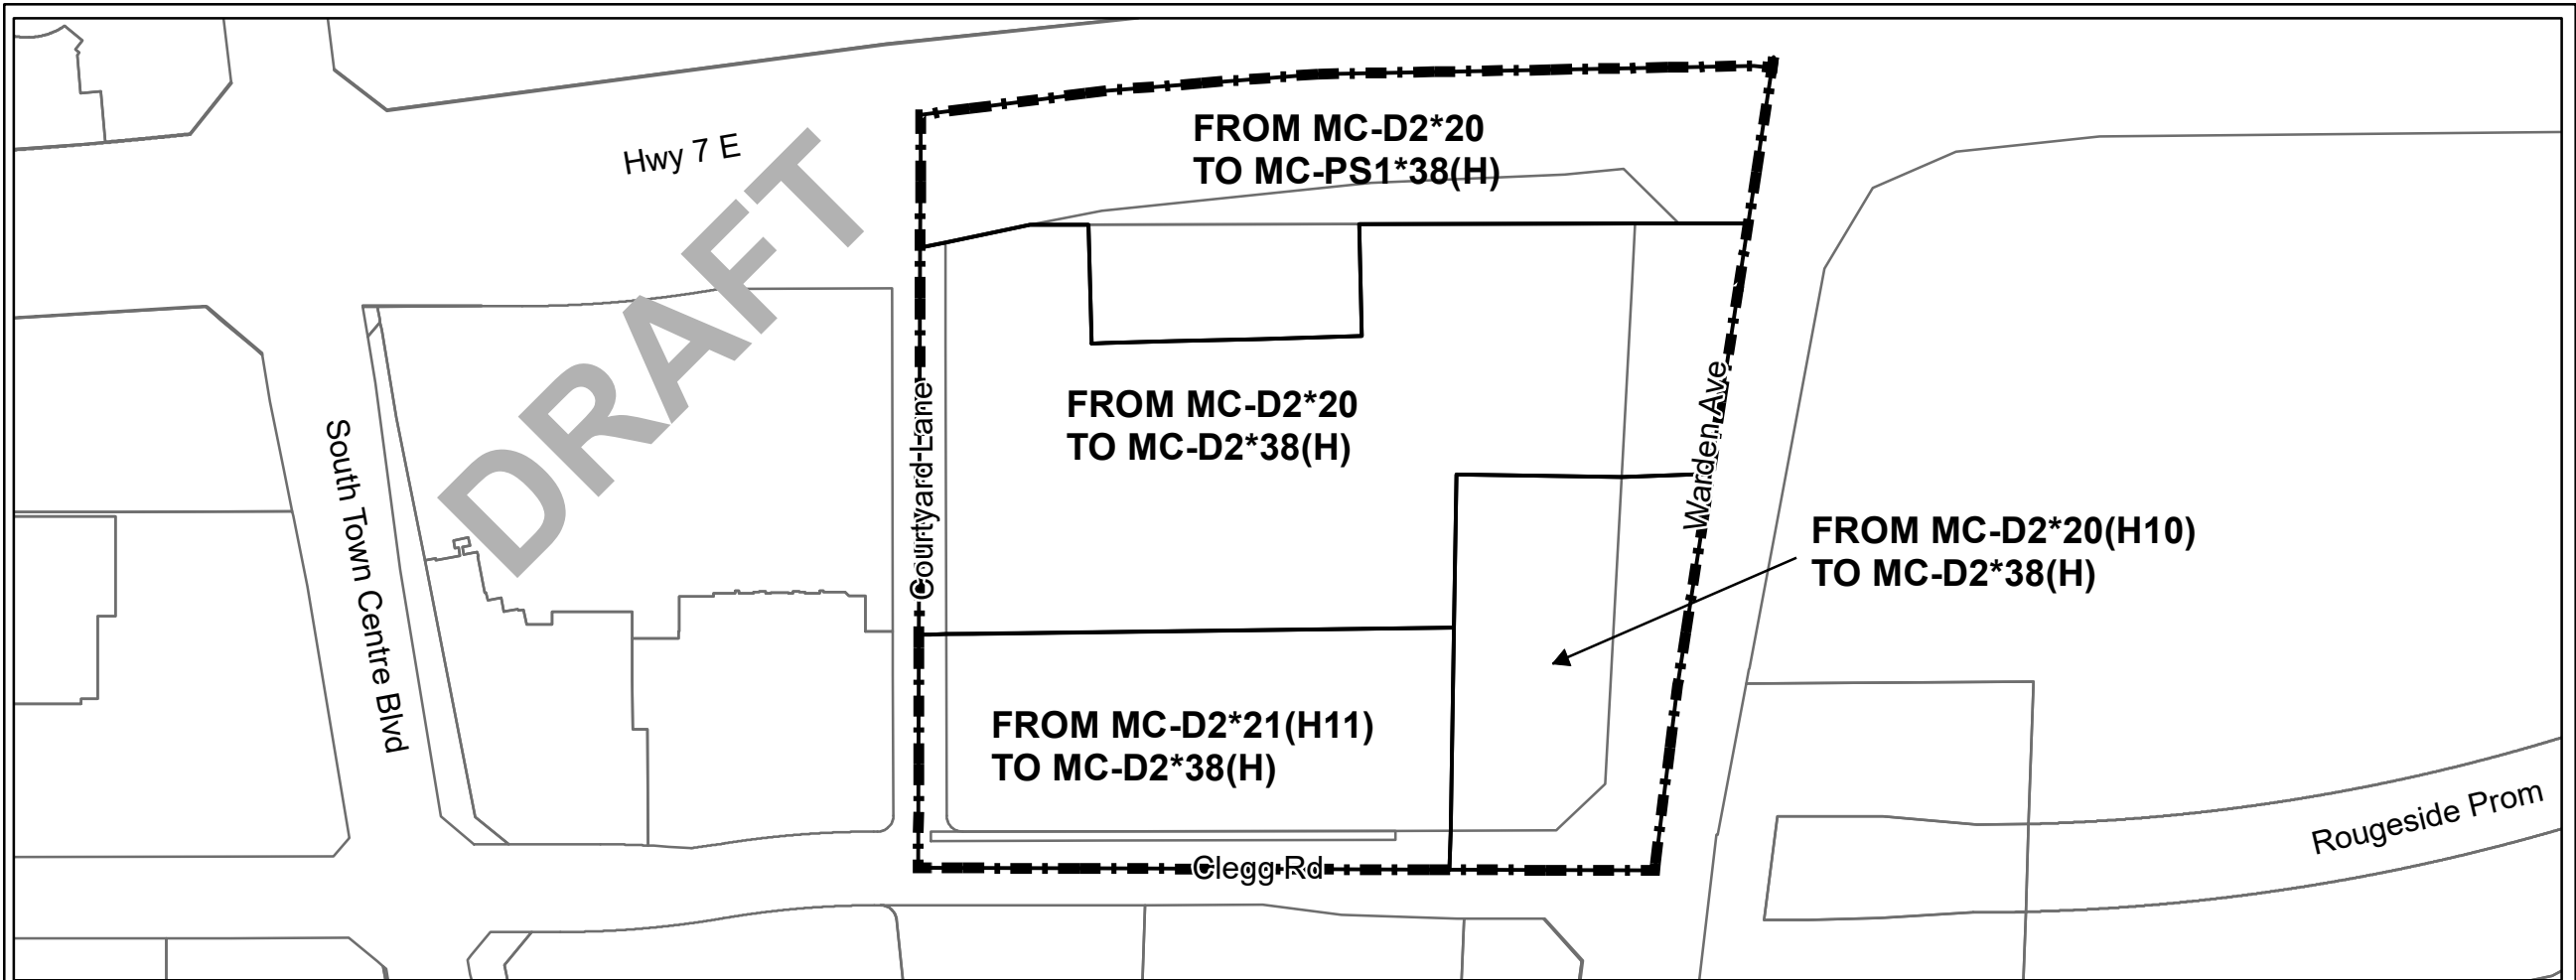 Hwy 7 E
FROM MC-D2*20
TO MC-PS1*38(H)
DRAFT
FROM MC-D2*20
TO MC-D2*38(H)
Courtyard Lane
Warden Ave
South Town Centre Blvd
FROM MC-D2*20(H10)
TO MC-D2*38(H)
FROM MC-D2*21(H11)
TO MC-D2*38(H)
Rougeside Prom
Clegg Rd